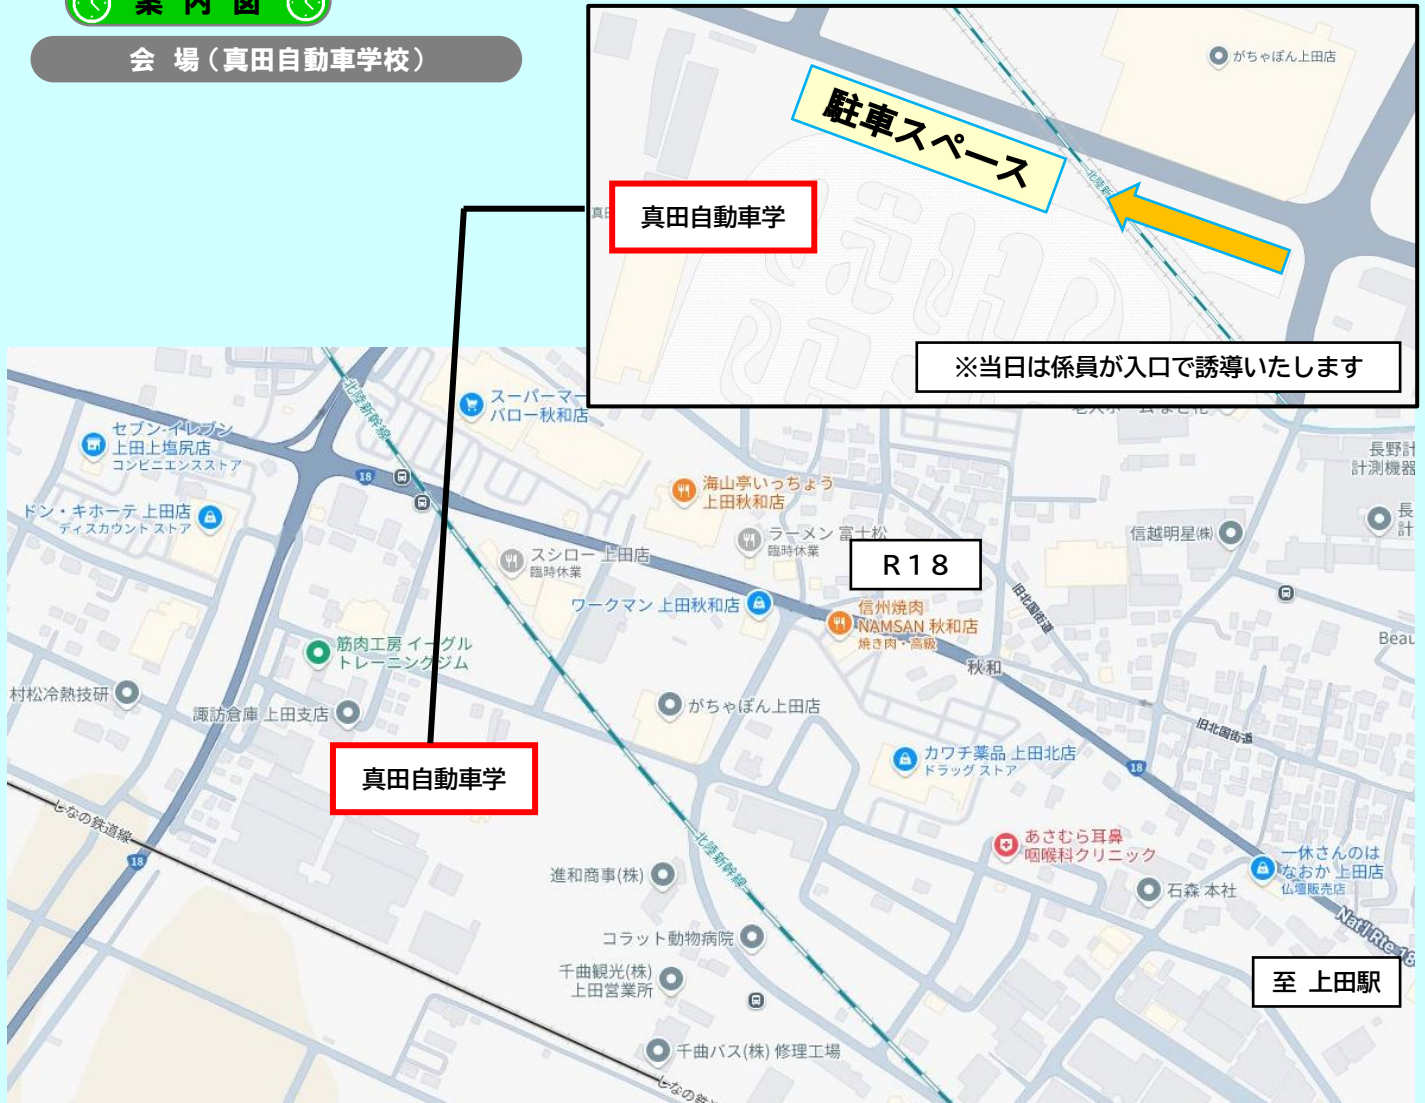 案内図
会 場（真田自動車学校）
がちゃぽん上田店
駐車スペース
北陸新
真田自動車学
※当日は係員が入口で誘導いたします
北陸新幹線
スーパーマー
バロー秋和店
セブン-イレブン
上田上塩尻店
コンビニエンスストア
長野計
計測機器
18
海山亭いっちょう
上田秋和店
ドン・キホーテ 上田店
ディスカウント ストア
長
計
信越明星㈱
ラーメン 富士松
臨時休業
スシロー 上田店
臨時休業
R18
ワークマン 上田秋和店
旧北国街道
信州焼肉
NAMSAN 秋和店
焼き肉・高級
筋肉工房 イーグル
トレーニングジム
Beau
秋和
村松冷熱技研
諏訪倉庫 上田支店
がちゃぽん上田店
旧北国街道
カワチ薬品 上田北店
ドラッグ ストア
18
真田自動車学
しなの鉄道線
18
北陸新幹線
あさむら耳鼻
咽喉科クリニック
一休さんのは
なおか 上田店
仏壇販売店
進和商事(株)
石森 本社
Nat'l Rte 18
コラット動物病院
千曲観光(株)
上田営業所
至 上田駅
千曲バス(株) 修理工場
しなの鉄